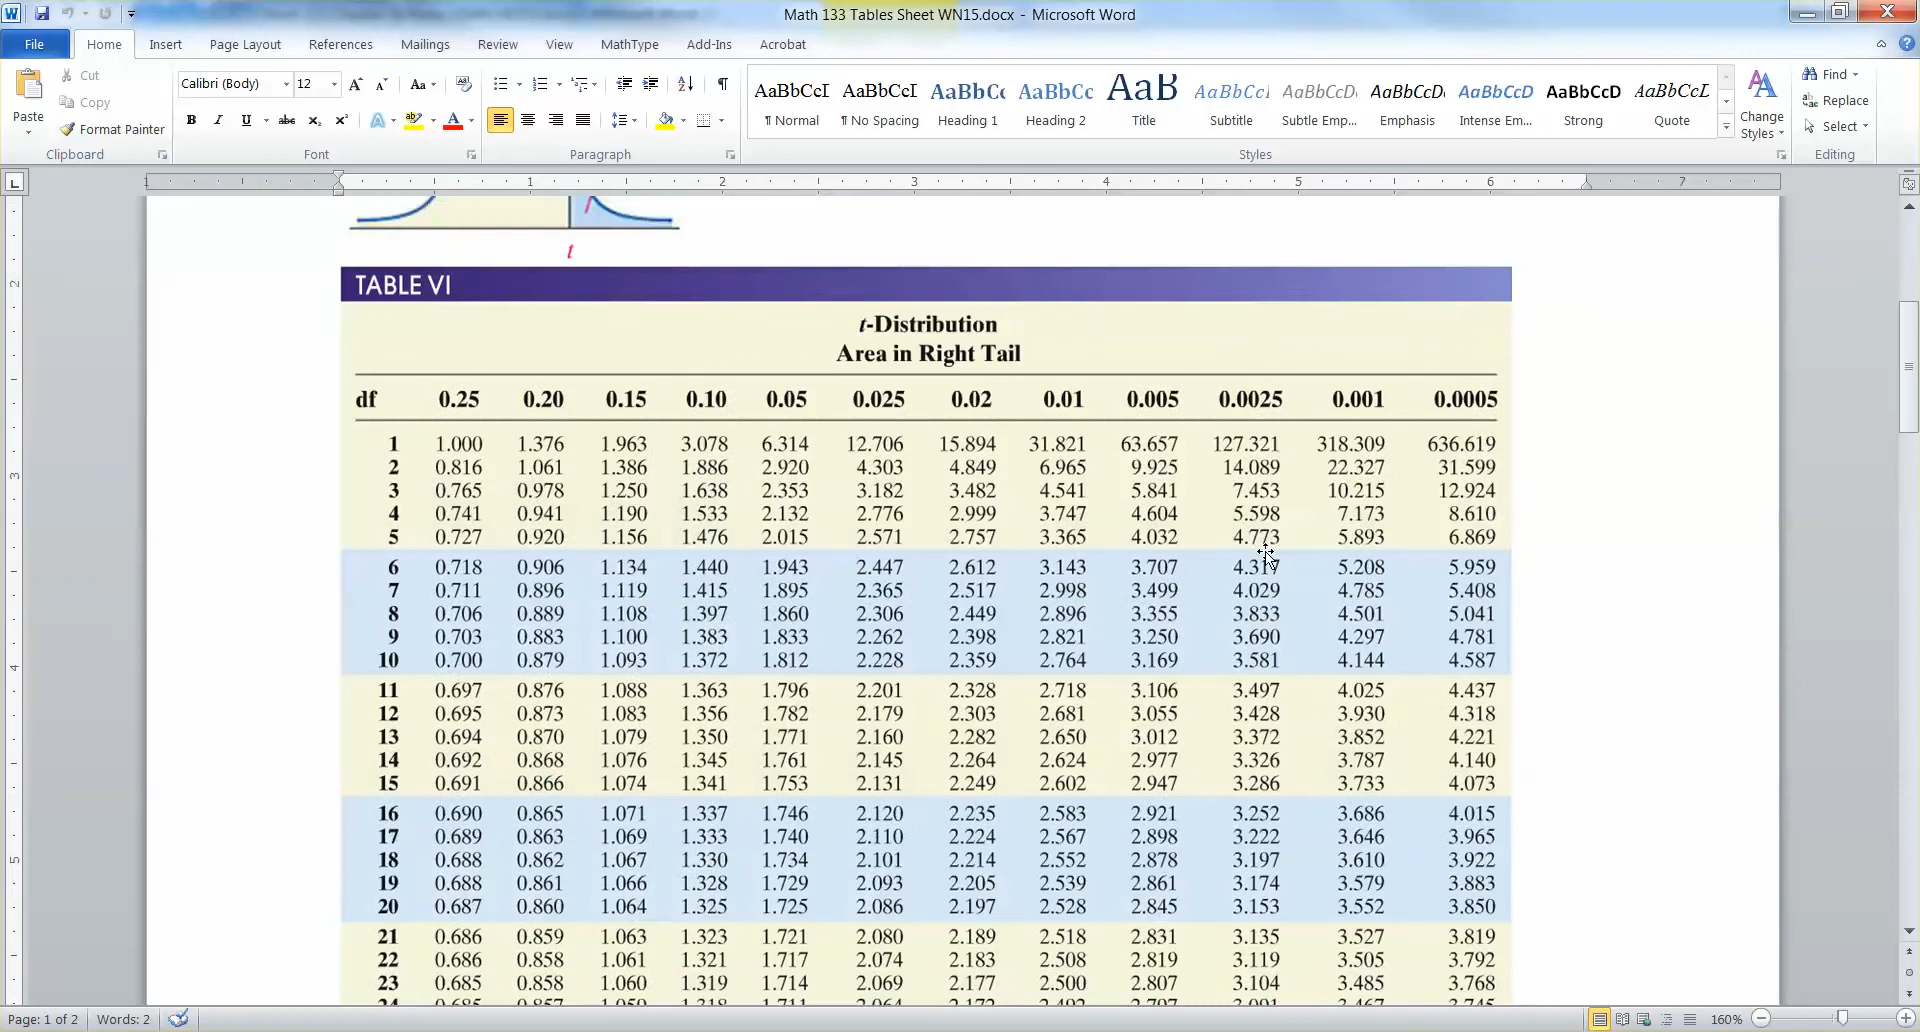 Math 133 Tables Sheet WN15.docx - Microsoft Word
File Home Insert Page Layout References Mailings Review View MathType Add-Ins Acrobat
Paste
Cut
Copy
Format Painter
Clipboard
Calibri (Body) 12
Font
Paragraph
AaBbCcI AaBbCcI AaBbCc AaBbCc AaB AaBbCcI AaBbCcD AaBbCcD AaBbCcD AaBbCcD AaBbCcL
¶ Normal ¶ No Spacing Heading 1 Heading 2 Title Subtitle Subtle Emp... Emphasis Intense Em... Strong Quote
Styles
Change Styles
Find
Replace
Select
Editing
1 1 2 3 4 5 6 7
2
3
4
5
t
TABLE VI
t-Distribution
Area in Right Tail
df 0.25 0.20 0.15 0.10 0.05 0.025 0.02 0.01 0.005 0.0025 0.001 0.0005
1 1.000 1.376 1.963 3.078 6.314 12.706 15.894 31.821 63.657 127.321 318.309 636.619
2 0.816 1.061 1.386 1.886 2.920 4.303 4.849 6.965 9.925 14.089 22.327 31.599
3 0.765 0.978 1.250 1.638 2.353 3.182 3.482 4.541 5.841 7.453 10.215 12.924
4 0.741 0.941 1.190 1.533 2.132 2.776 2.999 3.747 4.604 5.598 7.173 8.610
5 0.727 0.920 1.156 1.476 2.015 2.571 2.757 3.365 4.032 4.773 5.893 6.869
6 0.718 0.906 1.134 1.440 1.943 2.447 2.612 3.143 3.707 4.317 5.208 5.959
7 0.711 0.896 1.119 1.415 1.895 2.365 2.517 2.998 3.499 4.029 4.785 5.408
8 0.706 0.889 1.108 1.397 1.860 2.306 2.449 2.896 3.355 3.833 4.501 5.041
9 0.703 0.883 1.100 1.383 1.833 2.262 2.398 2.821 3.250 3.690 4.297 4.781
10 0.700 0.879 1.093 1.372 1.812 2.228 2.359 2.764 3.169 3.581 4.144 4.587
11 0.697 0.876 1.088 1.363 1.796 2.201 2.328 2.718 3.106 3.497 4.025 4.437
12 0.695 0.873 1.083 1.356 1.782 2.179 2.303 2.681 3.055 3.428 3.930 4.318
13 0.694 0.870 1.079 1.350 1.771 2.160 2.282 2.650 3.012 3.372 3.852 4.221
14 0.692 0.868 1.076 1.345 1.761 2.145 2.264 2.624 2.977 3.326 3.787 4.140
15 0.691 0.866 1.074 1.341 1.753 2.131 2.249 2.602 2.947 3.286 3.733 4.073
16 0.690 0.865 1.071 1.337 1.746 2.120 2.235 2.583 2.921 3.252 3.686 4.015
17 0.689 0.863 1.069 1.333 1.740 2.110 2.224 2.567 2.898 3.222 3.646 3.965
18 0.688 0.862 1.067 1.330 1.734 2.101 2.214 2.552 2.878 3.197 3.610 3.922
19 0.688 0.861 1.066 1.328 1.729 2.093 2.205 2.539 2.861 3.174 3.579 3.883
20 0.687 0.860 1.064 1.325 1.725 2.086 2.197 2.528 2.845 3.153 3.552 3.850
21 0.686 0.859 1.063 1.323 1.721 2.080 2.189 2.518 2.831 3.135 3.527 3.819
22 0.686 0.858 1.061 1.321 1.717 2.074 2.183 2.508 2.819 3.119 3.505 3.792
23 0.685 0.858 1.060 1.319 1.714 2.069 2.177 2.500 2.807 3.104 3.485 3.768
Page: 1 of 2 Words: 2 160%